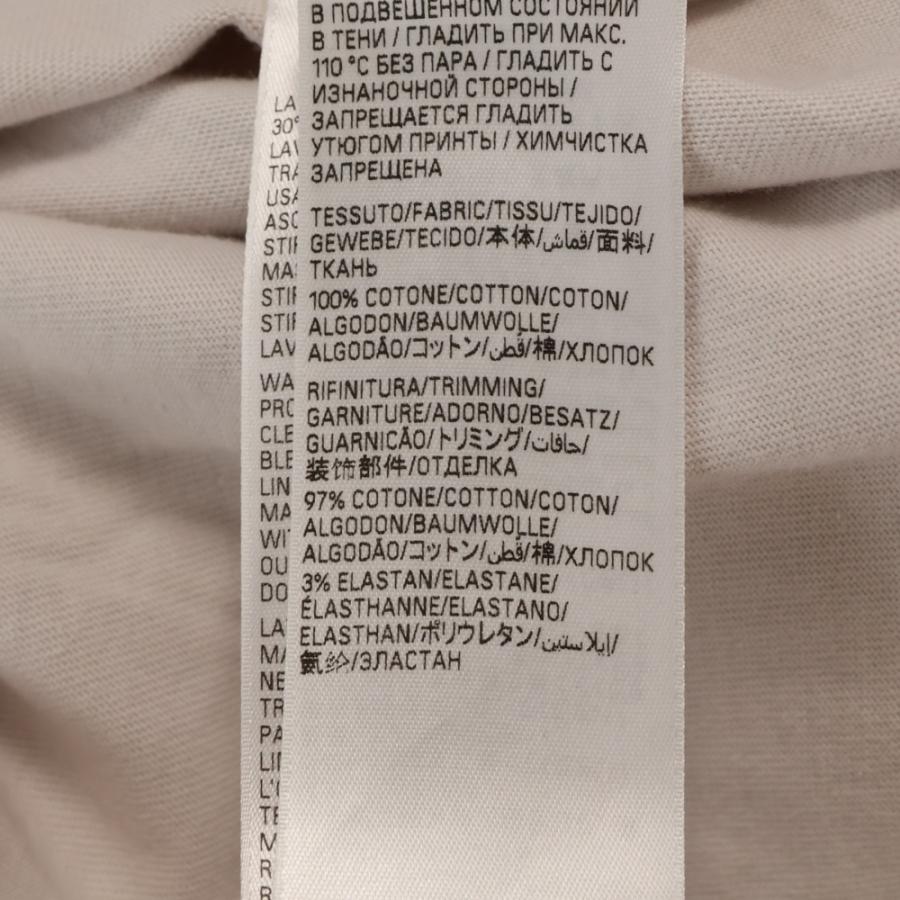 В ПОДВЕШЕННОМ СОСТОЯНИИ
В ТЕНИ / ГЛАДИТЬ ПРИ МАКС.
110 °C БЕЗ ПАРА / ГЛАДИТЬ С
ИЗНАНОЧНОЙ СТОРОНЫ /
ЗАПРЕЩАЕТСЯ ГЛАДИТЬ
УТЮГОМ ПРИНТЫ / ХИМЧИСТКА
ЗАПРЕЩЕНА
TESSUTO/FABRIC/TISSU/TEJIDO/
GEWEBE/TECIDO/本体/قماش/面料/
ТКАНЬ
100% COTONE/COTTON/COTON/
ALGODON/BAUMWOLLE/
ALGODÃO/コットン/قطن/棉/ХЛОПОК
RIFINITURA/TRIMMING/
GARNITURE/ADORNO/BESATZ/
GUARNICÃO/トリミング/حافات/
装饰部件/ОТДЕЛКА
97% COTONE/COTTON/COTON/
ALGODON/BAUMWOLLE/
ALGODÃO/コットン/قطن/棉/ХЛОПОК
3% ELASTAN/ELASTANE/
ÉLASTHANNE/ELASTANO/
ELASTHAN/ポリウレタン/إيلاستين/
氨纶/ЭЛАСТАН